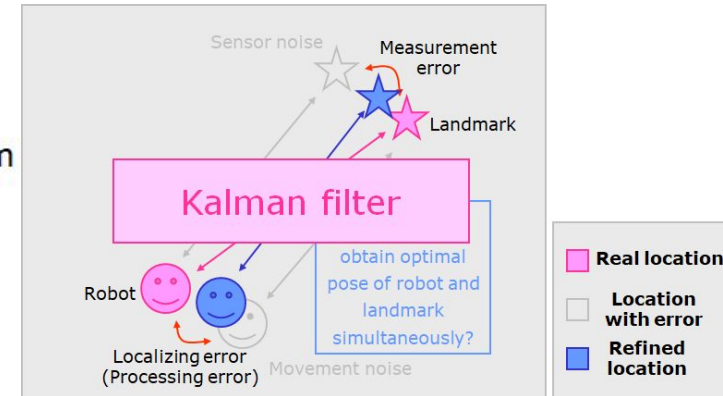 Sensor noise
Measurement
error
Landmark
Kalman filter
obtain optimal
pose of robot and
landmark
simultaneously?
Robot
Localizing error
(Processing error)
Movement noise
Real location
Location
with error
Refined
location